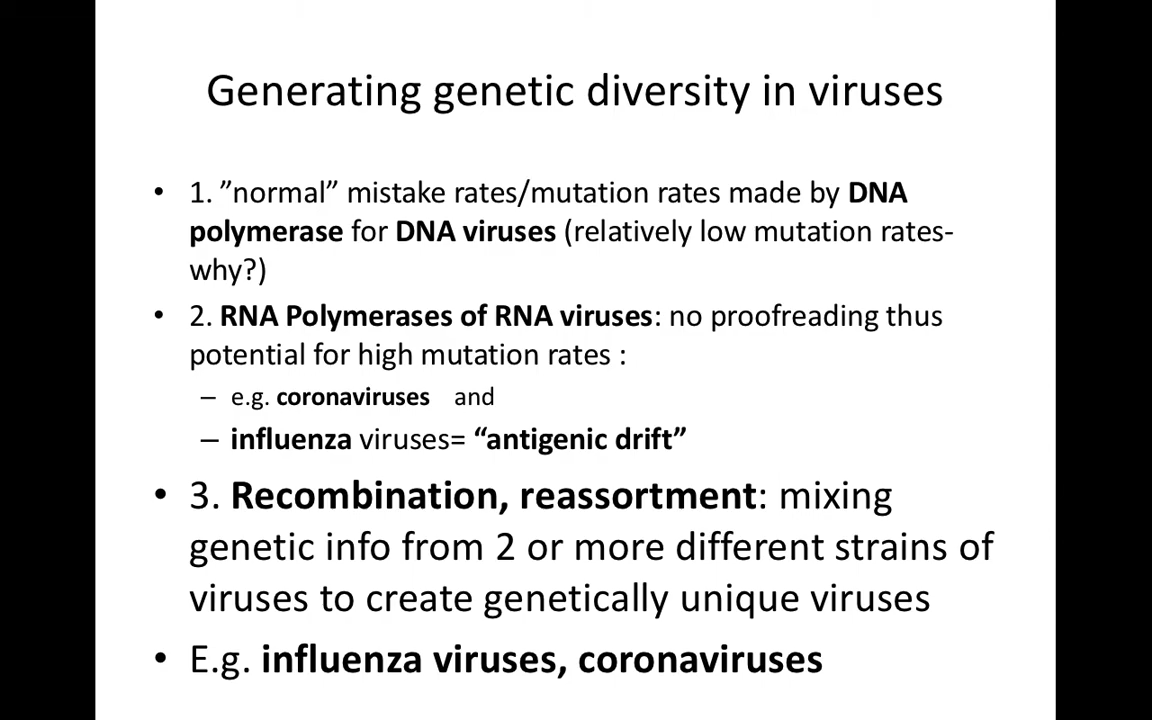 Generating genetic diversity in viruses
• 1. ”normal” mistake rates/mutation rates made by DNA
polymerase for DNA viruses (relatively low mutation rates-
why?)
• 2. RNA Polymerases of RNA viruses: no proofreading thus
potential for high mutation rates :
– e.g. coronaviruses and
– influenza viruses= “antigenic drift”
• 3. Recombination, reassortment: mixing
genetic info from 2 or more different strains of
viruses to create genetically unique viruses
• E.g. influenza viruses, coronaviruses